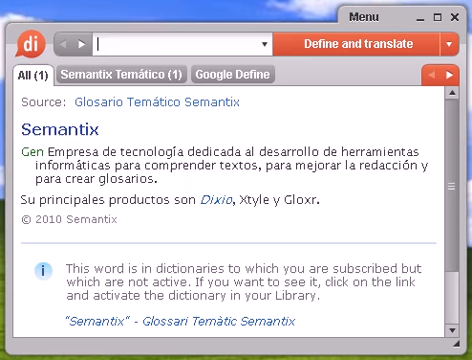 Menu
di
Define and translate
All (1)
Semantix Temático (1)
Google Define
Source: Glosario Temático Semantix
Semantix
Gen Empresa de tecnología dedicada al desarrollo de herramientas
informáticas para comprender textos, para mejorar la redacción y
para crear glosarios.
Su principales productos son Dixio, Xtyle y Gloxr.
© 2010 Semantix
i
This word is in dictionaries to which you are subscribed but
which are not active. If you want to see it, click on the link
and activate the dictionary in your Library.
"Semantix" - Glossari Temàtic Semantix